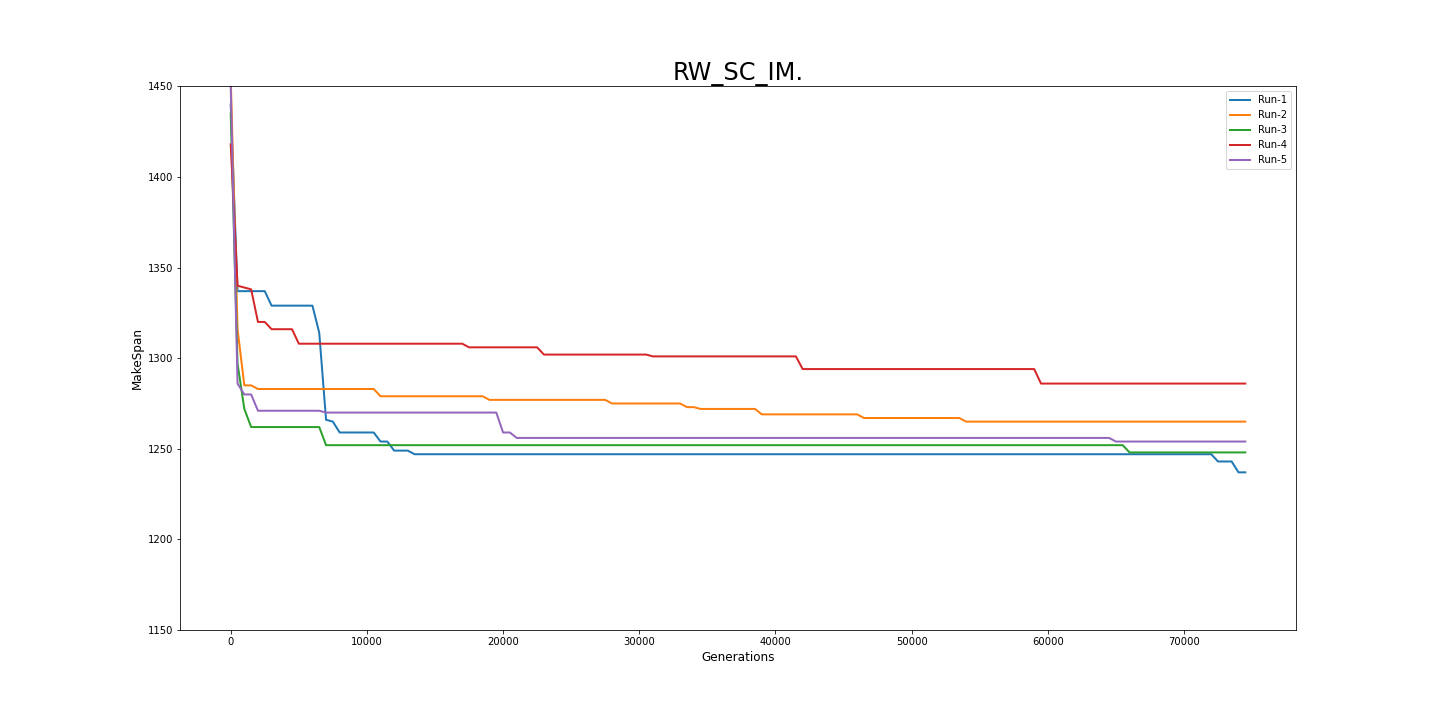 RW_SC_IM.
Run-1
Run-2
Run-3
Run-4
Run-5
MakeSpan
1450
1400
1350
1300
1250
1200
1150
0 10000 20000 30000 40000 50000 60000 70000
Generations